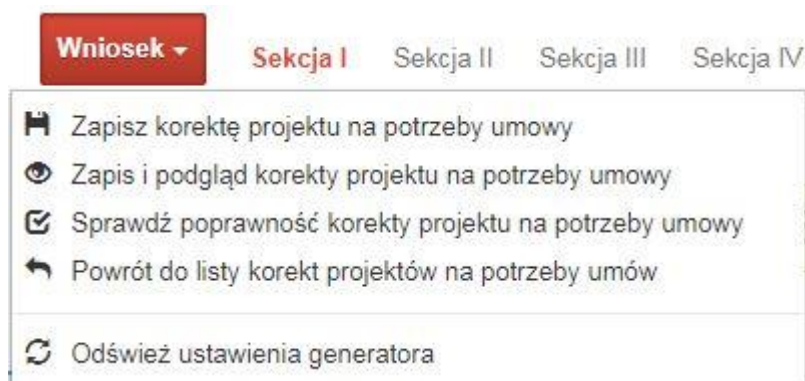 Wniosek Sekcja I Sekcja II Sekcja III Sekcja IV
Zapisz korektę projektu na potrzeby umowy
Zapis i podgląd korekty projektu na potrzeby umowy
Sprawdź poprawność korekty projektu na potrzeby umowy
Powrót do listy korekt projektów na potrzeby umów
Odśwież ustawienia generatora